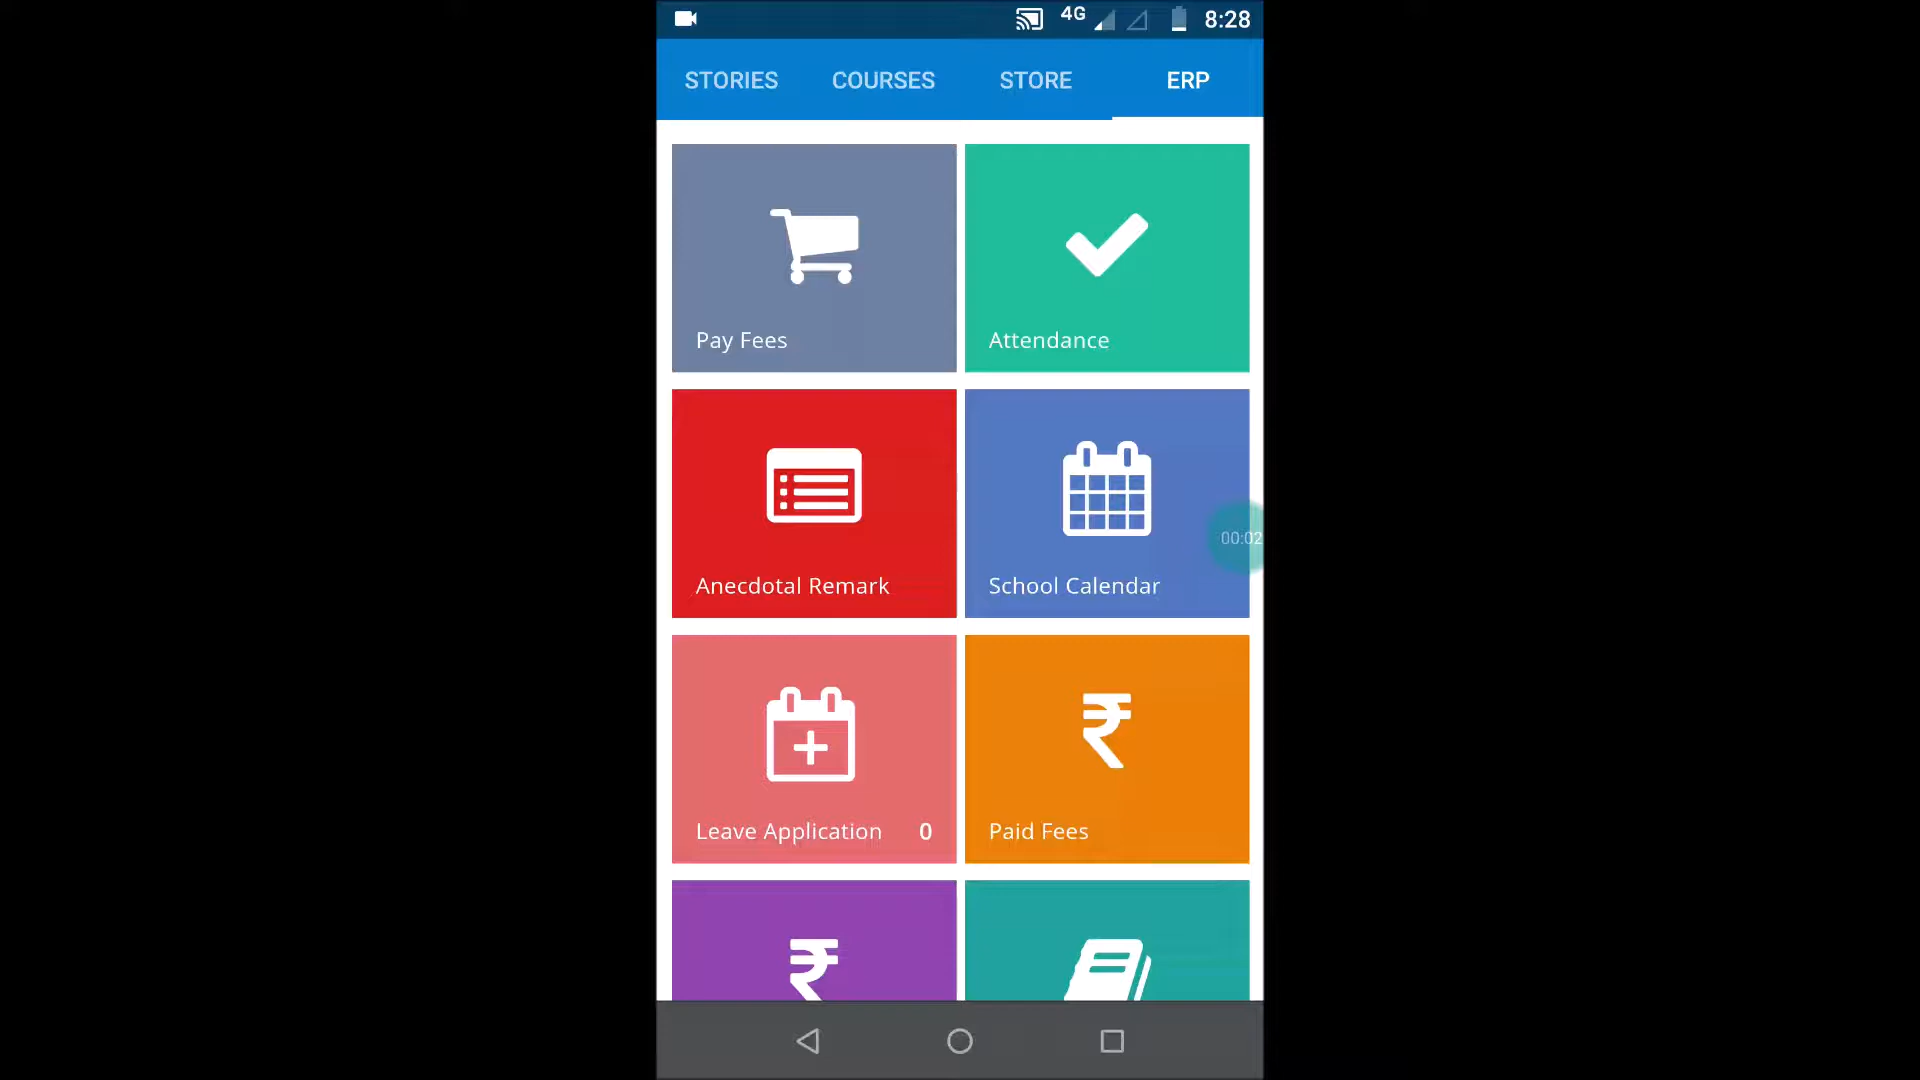 4G 8:28
STORIES COURSES STORE ERP
Pay Fees Attendance
00:02
Anecdotal Remark School Calendar
Leave Application 0 Paid Fees